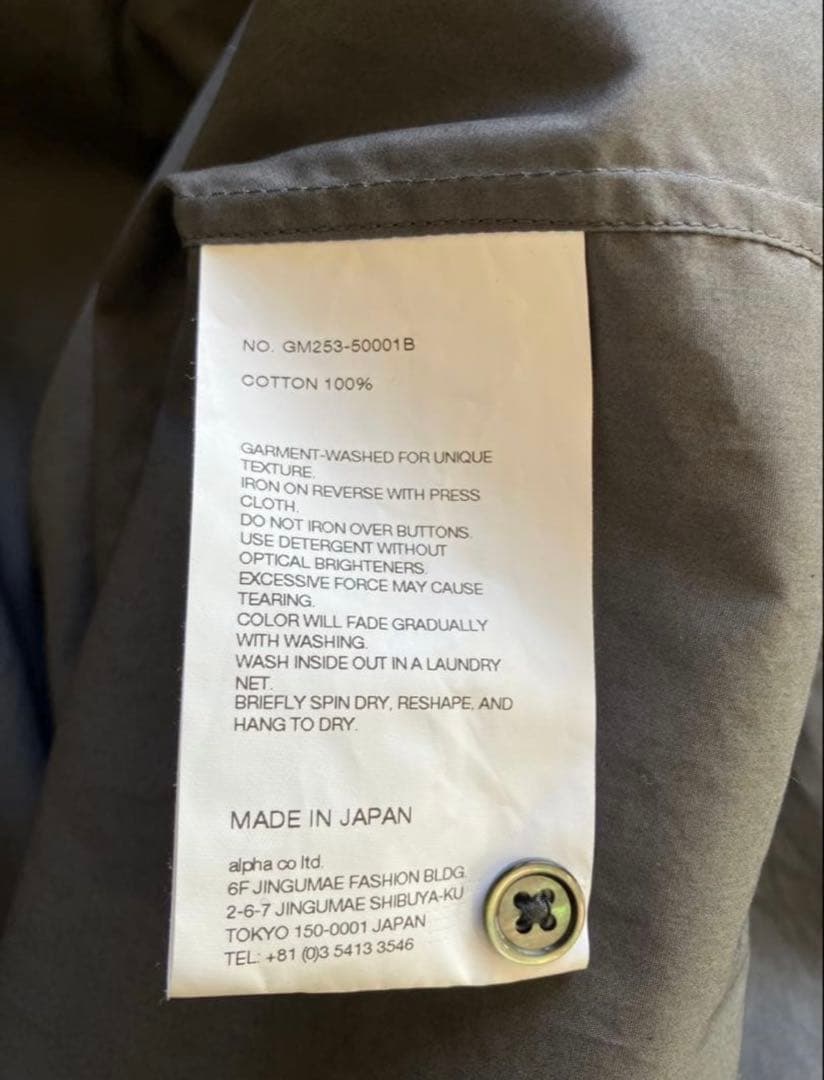 NO. GM253-50001B
COTTON 100%
GARMENT-WASHED FOR UNIQUE
TEXTURE.
IRON ON REVERSE WITH PRESS
CLOTH.
DO NOT IRON OVER BUTTONS.
USE DETERGENT WITHOUT
OPTICAL BRIGHTENERS.
EXCESSIVE FORCE MAY CAUSE
TEARING.
COLOR WILL FADE GRADUALLY
WITH WASHING.
WASH INSIDE OUT IN A LAUNDRY
NET.
BRIEFLY SPIN DRY, RESHAPE, AND
HANG TO DRY.
MADE IN JAPAN
alpha co ltd.
6F JINGUMAE FASHION BLDG.
2-6-7 JINGUMAE SHIBUYA-KU
TOKYO 150-0001 JAPAN
TEL: +81 (0)3 5413 3546